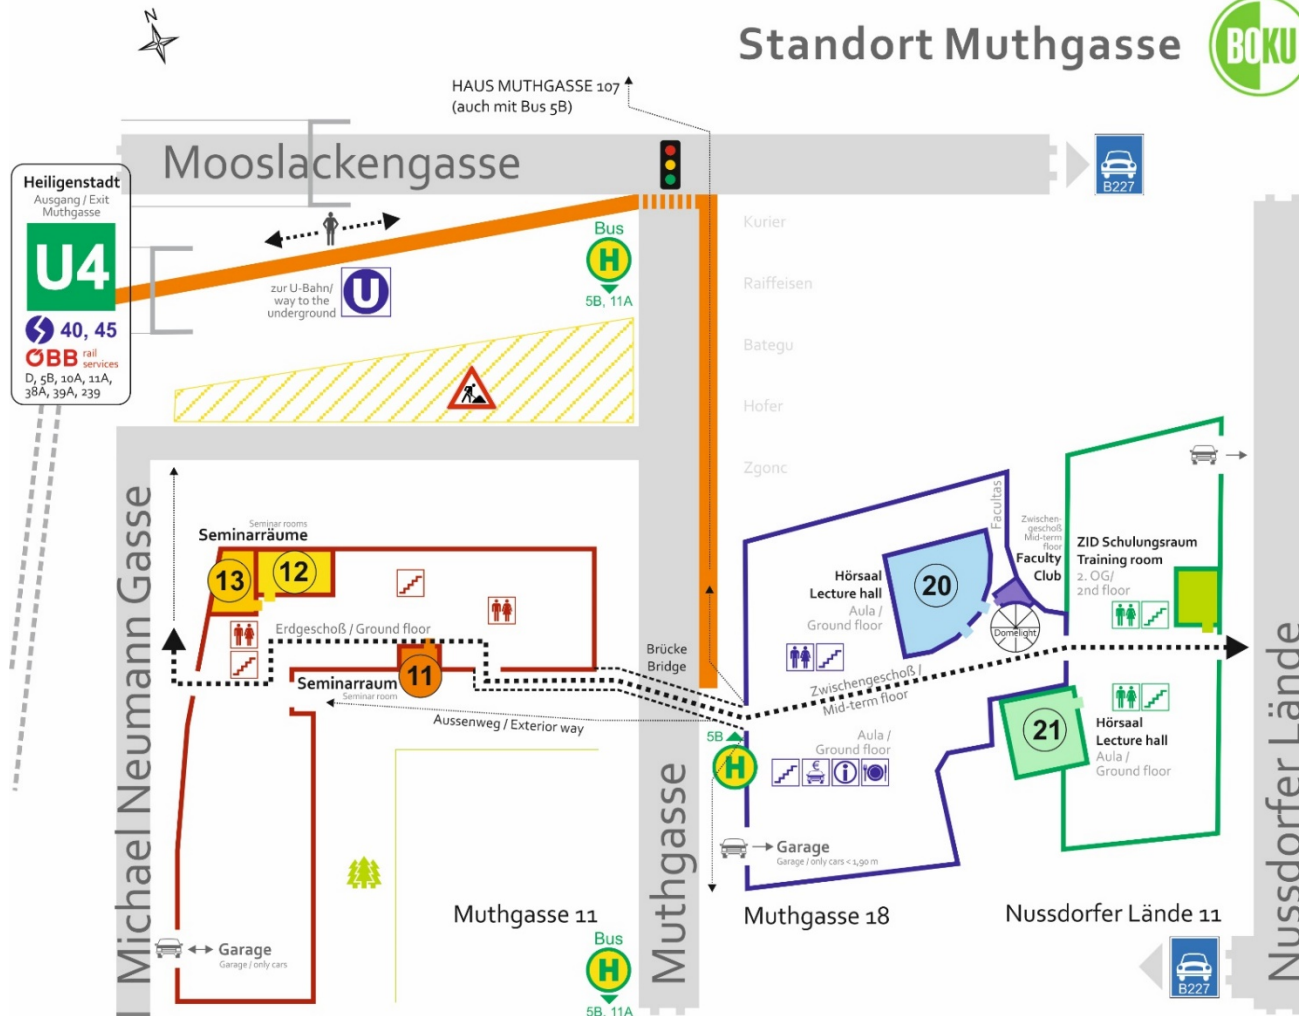 N
Standort Muthgasse
BOKU
HAUS MUTHGASSE 107
(auch mit Bus 5B)
Mooslackengasse
B227
Heiligenstadt
Ausgang / Exit
Muthgasse
U4
40, 45
ÖBB rail
services
D, 5B, 10A, 11A,
38A, 39A, 239
zur U-Bahn/
way to the
underground
U
Bus
H
5B, 11A
Kurier
Raiffeisen
Bategu
Hofer
Zgonc
Michael Neumann Gasse
Seminar rooms
Seminarräume
13
12
Erdgeschoß / Ground floor
11
Seminarraum
Seminar room
Aussenweg / Exterior way
Brücke
Bridge
Hörsaal
Lecture hall
Aula /
Ground floor
20
Facultas
Zwischen-
geschoß
Mid-term
floor
Faculty
Club
Domelight
ZID Schulungsraum
Training room
2. OG/
2nd floor
Zwischengeschoß /
Mid-term floor
5B
H
Aula /
Ground floor
€
i
21
Hörsaal
Lecture hall
Aula /
Ground floor
Garage
Garage / only cars < 1,90 m
Muthgasse
Nussdorfer Lände
Garage
Garage / only cars
Muthgasse 11
Muthgasse 18
Nussdorfer Lände 11
Bus
H
5B, 11A
B227